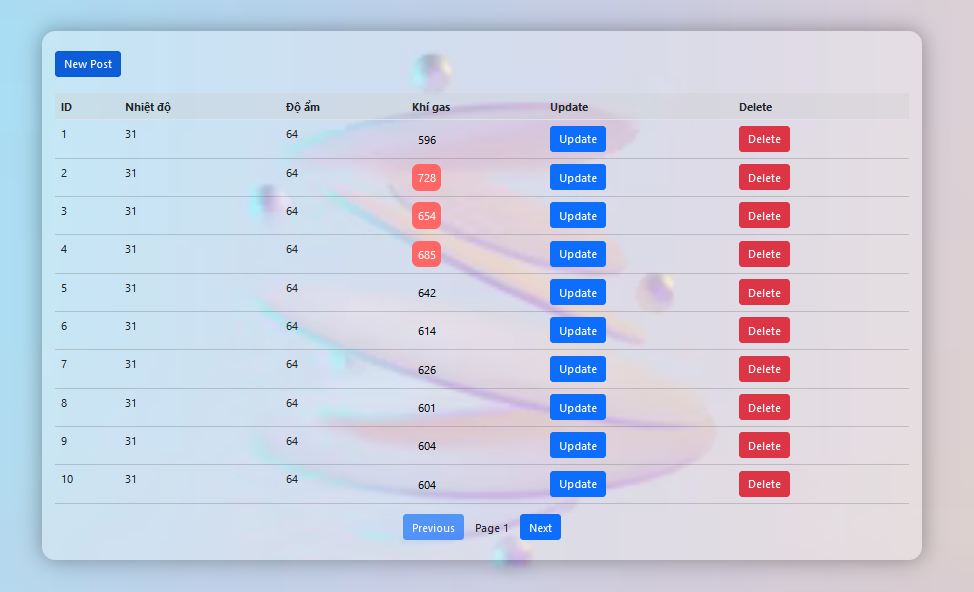 New Post
ID Nhiệt độ Độ ẩm Khí gas Update Delete
1 31 64 596 Update Delete
2 31 64 728 Update Delete
3 31 64 654 Update Delete
4 31 64 685 Update Delete
5 31 64 642 Update Delete
6 31 64 614 Update Delete
7 31 64 626 Update Delete
8 31 64 601 Update Delete
9 31 64 604 Update Delete
10 31 64 604 Update Delete
Previous Page 1 Next